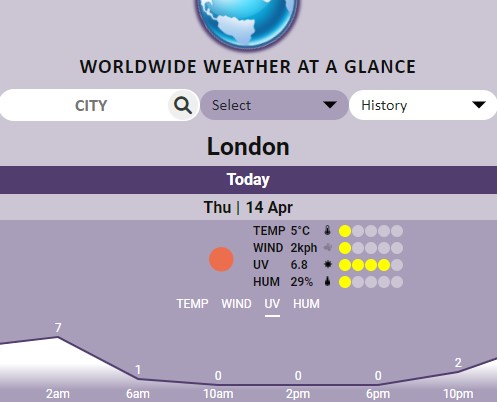 WORLDWIDE WEATHER AT A GLANCE
CITY Select History
London
Today
Thu | 14 Apr
TEMP 5°C
WIND 2kph
UV 6.8
HUM 29%
TEMP WIND UV HUM
7 1 0 0 0 2
2am 6am 10am 2pm 6pm 10pm